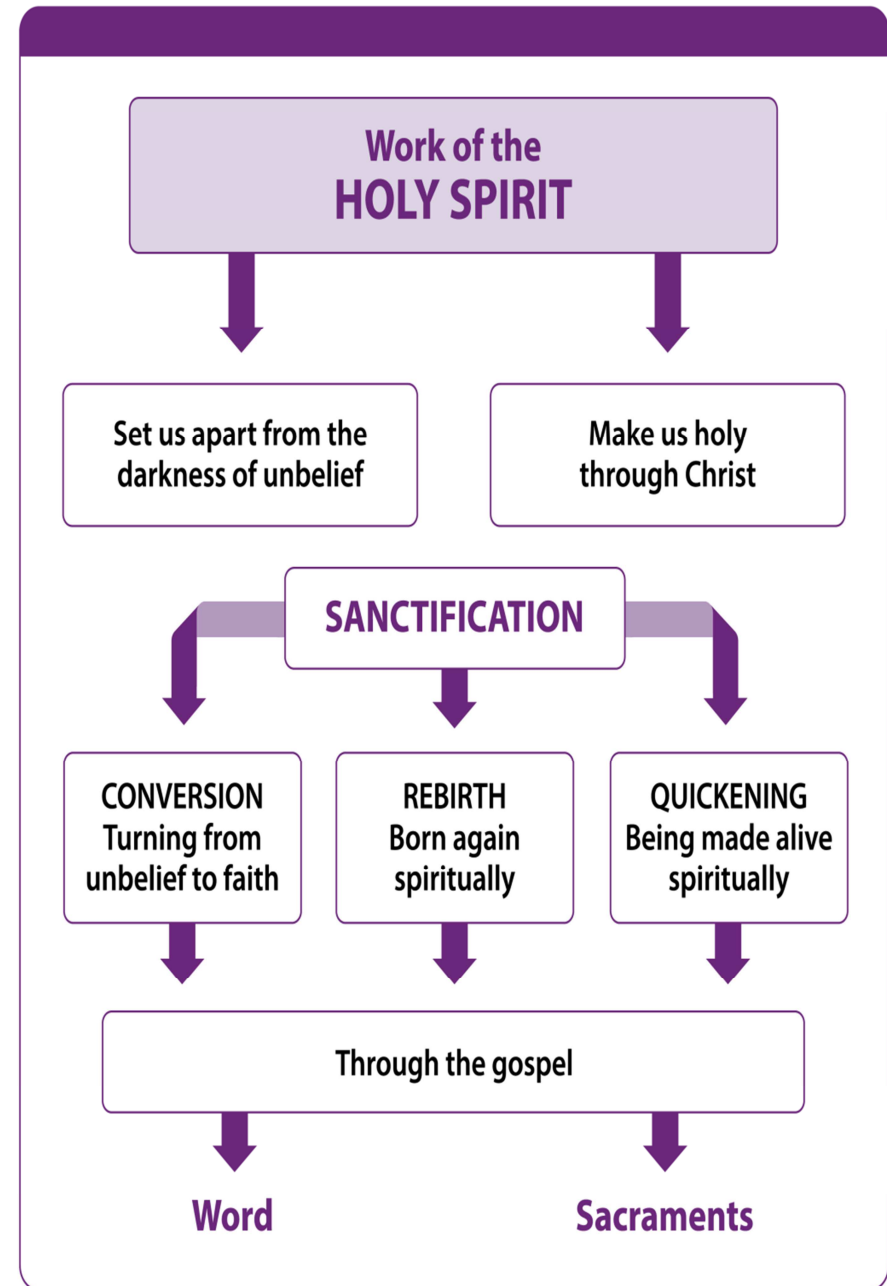 Work of the
HOLY SPIRIT
Set us apart from the
darkness of unbelief
Make us holy
through Christ
SANCTIFICATION
CONVERSION
Turning from
unbelief to faith
REBIRTH
Born again
spiritually
QUICKENING
Being made alive
spiritually
Through the gospel
Word
Sacraments